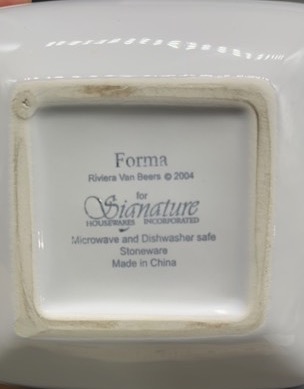 Forma
Riviera Van Beers © 2004
for
Signature
HOUSEWARES INCORPORATED
Microwave and Dishwasher safe
Stoneware
Made in China